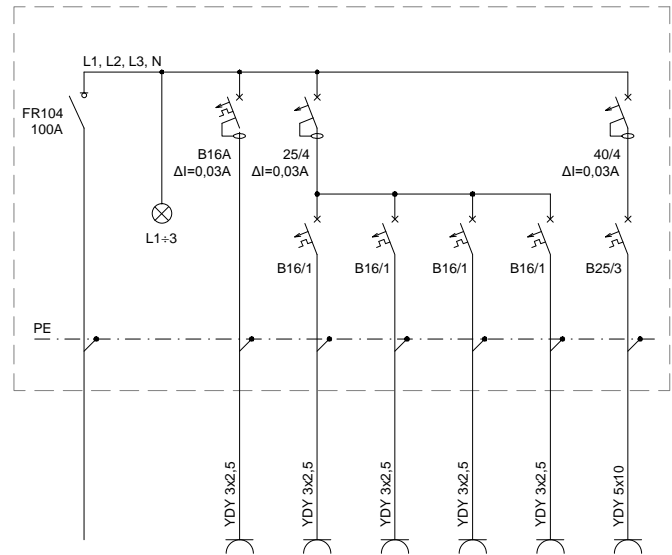 L1, L2, L3, N
FR104
100A
B16A
ΔI=0,03A
25/4
ΔI=0,03A
40/4
ΔI=0,03A
L1÷3
B16/1
B16/1
B16/1
B16/1
B25/3
PE
YDY 3x2,5
YDY 3x2,5
YDY 3x2,5
YDY 3x2,5
YDY 3x2,5
YDY 5x10